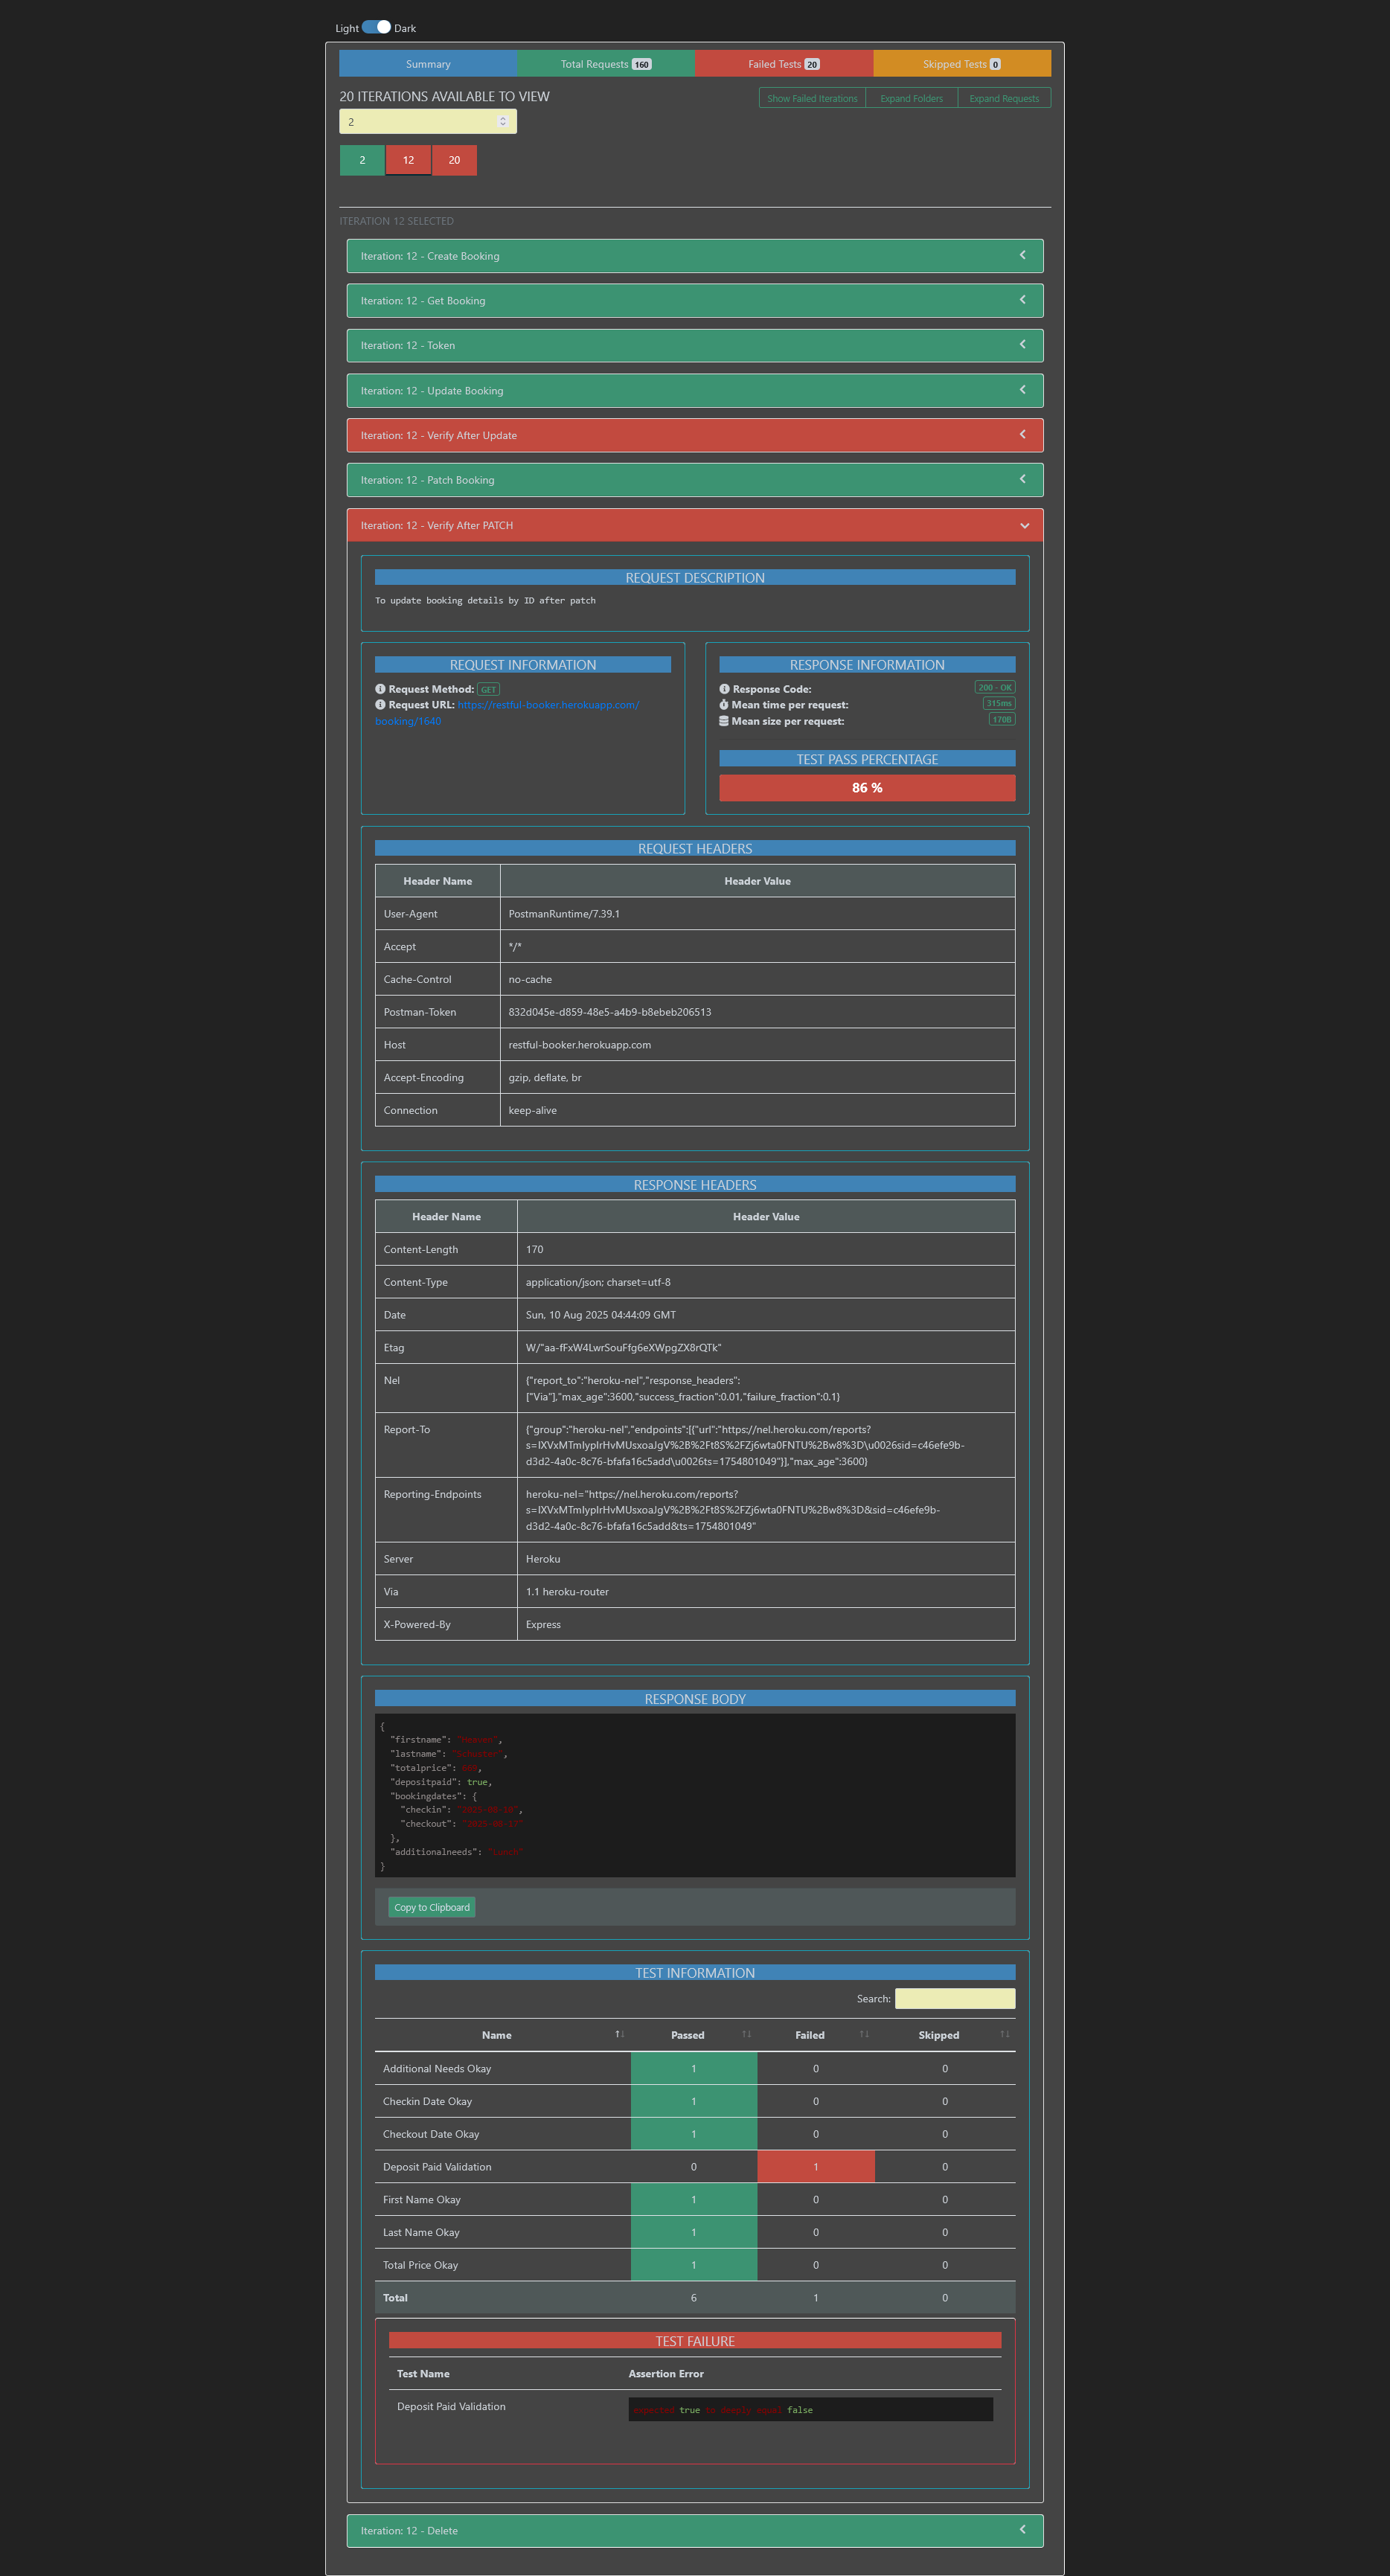 Light Dark
Summary Total Requests 160 Failed Tests 20 Skipped Tests 0
20 ITERATIONS AVAILABLE TO VIEW
Show Failed Iterations Expand Folders Expand Requests
2
2 12 20
ITERATION 12 SELECTED
Iteration: 12 - Create Booking
Iteration: 12 - Get Booking
Iteration: 12 - Token
Iteration: 12 - Update Booking
Iteration: 12 - Verify After Update
Iteration: 12 - Patch Booking
Iteration: 12 - Verify After PATCH
REQUEST DESCRIPTION
To update booking details by ID after patch
REQUEST INFORMATION
Request Method: GET
Request URL: https://restful-booker.herokuapp.com/
booking/1640
RESPONSE INFORMATION
Response Code: 200 - OK
Mean time per request: 315ms
Mean size per request: 170B
TEST PASS PERCENTAGE
86 %
REQUEST HEADERS
Header Name Header Value
User-Agent PostmanRuntime/7.39.1
Accept */*
Cache-Control no-cache
Postman-Token 832d045e-d859-48e5-a4b9-b8ebeb206513
Host restful-booker.herokuapp.com
Accept-Encoding gzip, deflate, br
Connection keep-alive
RESPONSE HEADERS
Header Name Header Value
Content-Length 170
Content-Type application/json; charset=utf-8
Date Sun, 10 Aug 2025 04:44:09 GMT
Etag W/"aa-fFxW4LwrSouFfg6eXWpgZX8rQTk"
Nel {"report_to":"heroku-nel","response_headers":
["Via"],"max_age":3600,"success_fraction":0.01,"failure_fraction":0.1}
Report-To {"group":"heroku-nel","endpoints":[{"url":"https://nel.heroku.com/reports?
s=IXVxMTmIypIrHvMUsxoaJgV%2B%2Ft8S%2FZj6wta0FNTU%2Bw8%3D\u0026sid=c46efe9b-
d3d2-4a0c-8c76-bfafa16c5add\u0026ts=1754801049"}],"max_age":3600}
Reporting-Endpoints heroku-nel="https://nel.heroku.com/reports?
s=IXVxMTmIypIrHvMUsxoaJgV%2B%2Ft8S%2FZj6wta0FNTU%2Bw8%3D&sid=c46efe9b-
d3d2-4a0c-8c76-bfafa16c5add&ts=1754801049"
Server Heroku
Via 1.1 heroku-router
X-Powered-By Express
RESPONSE BODY
{
"firstname":
"lastname": "Schuster",
"totalprice":
"depositpaid": true,
"bookingdates": {
"checkin": "2025-08-10",
"checkout":
},
"additionalneeds": "Lunch"
}
Copy to Clipboard
TEST INFORMATION
Search:
Name Passed Failed Skipped
Additional Needs Okay 1 0 0
Checkin Date Okay 1 0 0
Checkout Date Okay 1 0 0
Deposit Paid Validation 0 1 0
First Name Okay 1 0 0
Last Name Okay 1 0 0
Total Price Okay 1 0 0
Total 6 1 0
TEST FAILURE
Test Name Assertion Error
Deposit Paid Validation expected true to deeply equal false
Iteration: 12 - Delete